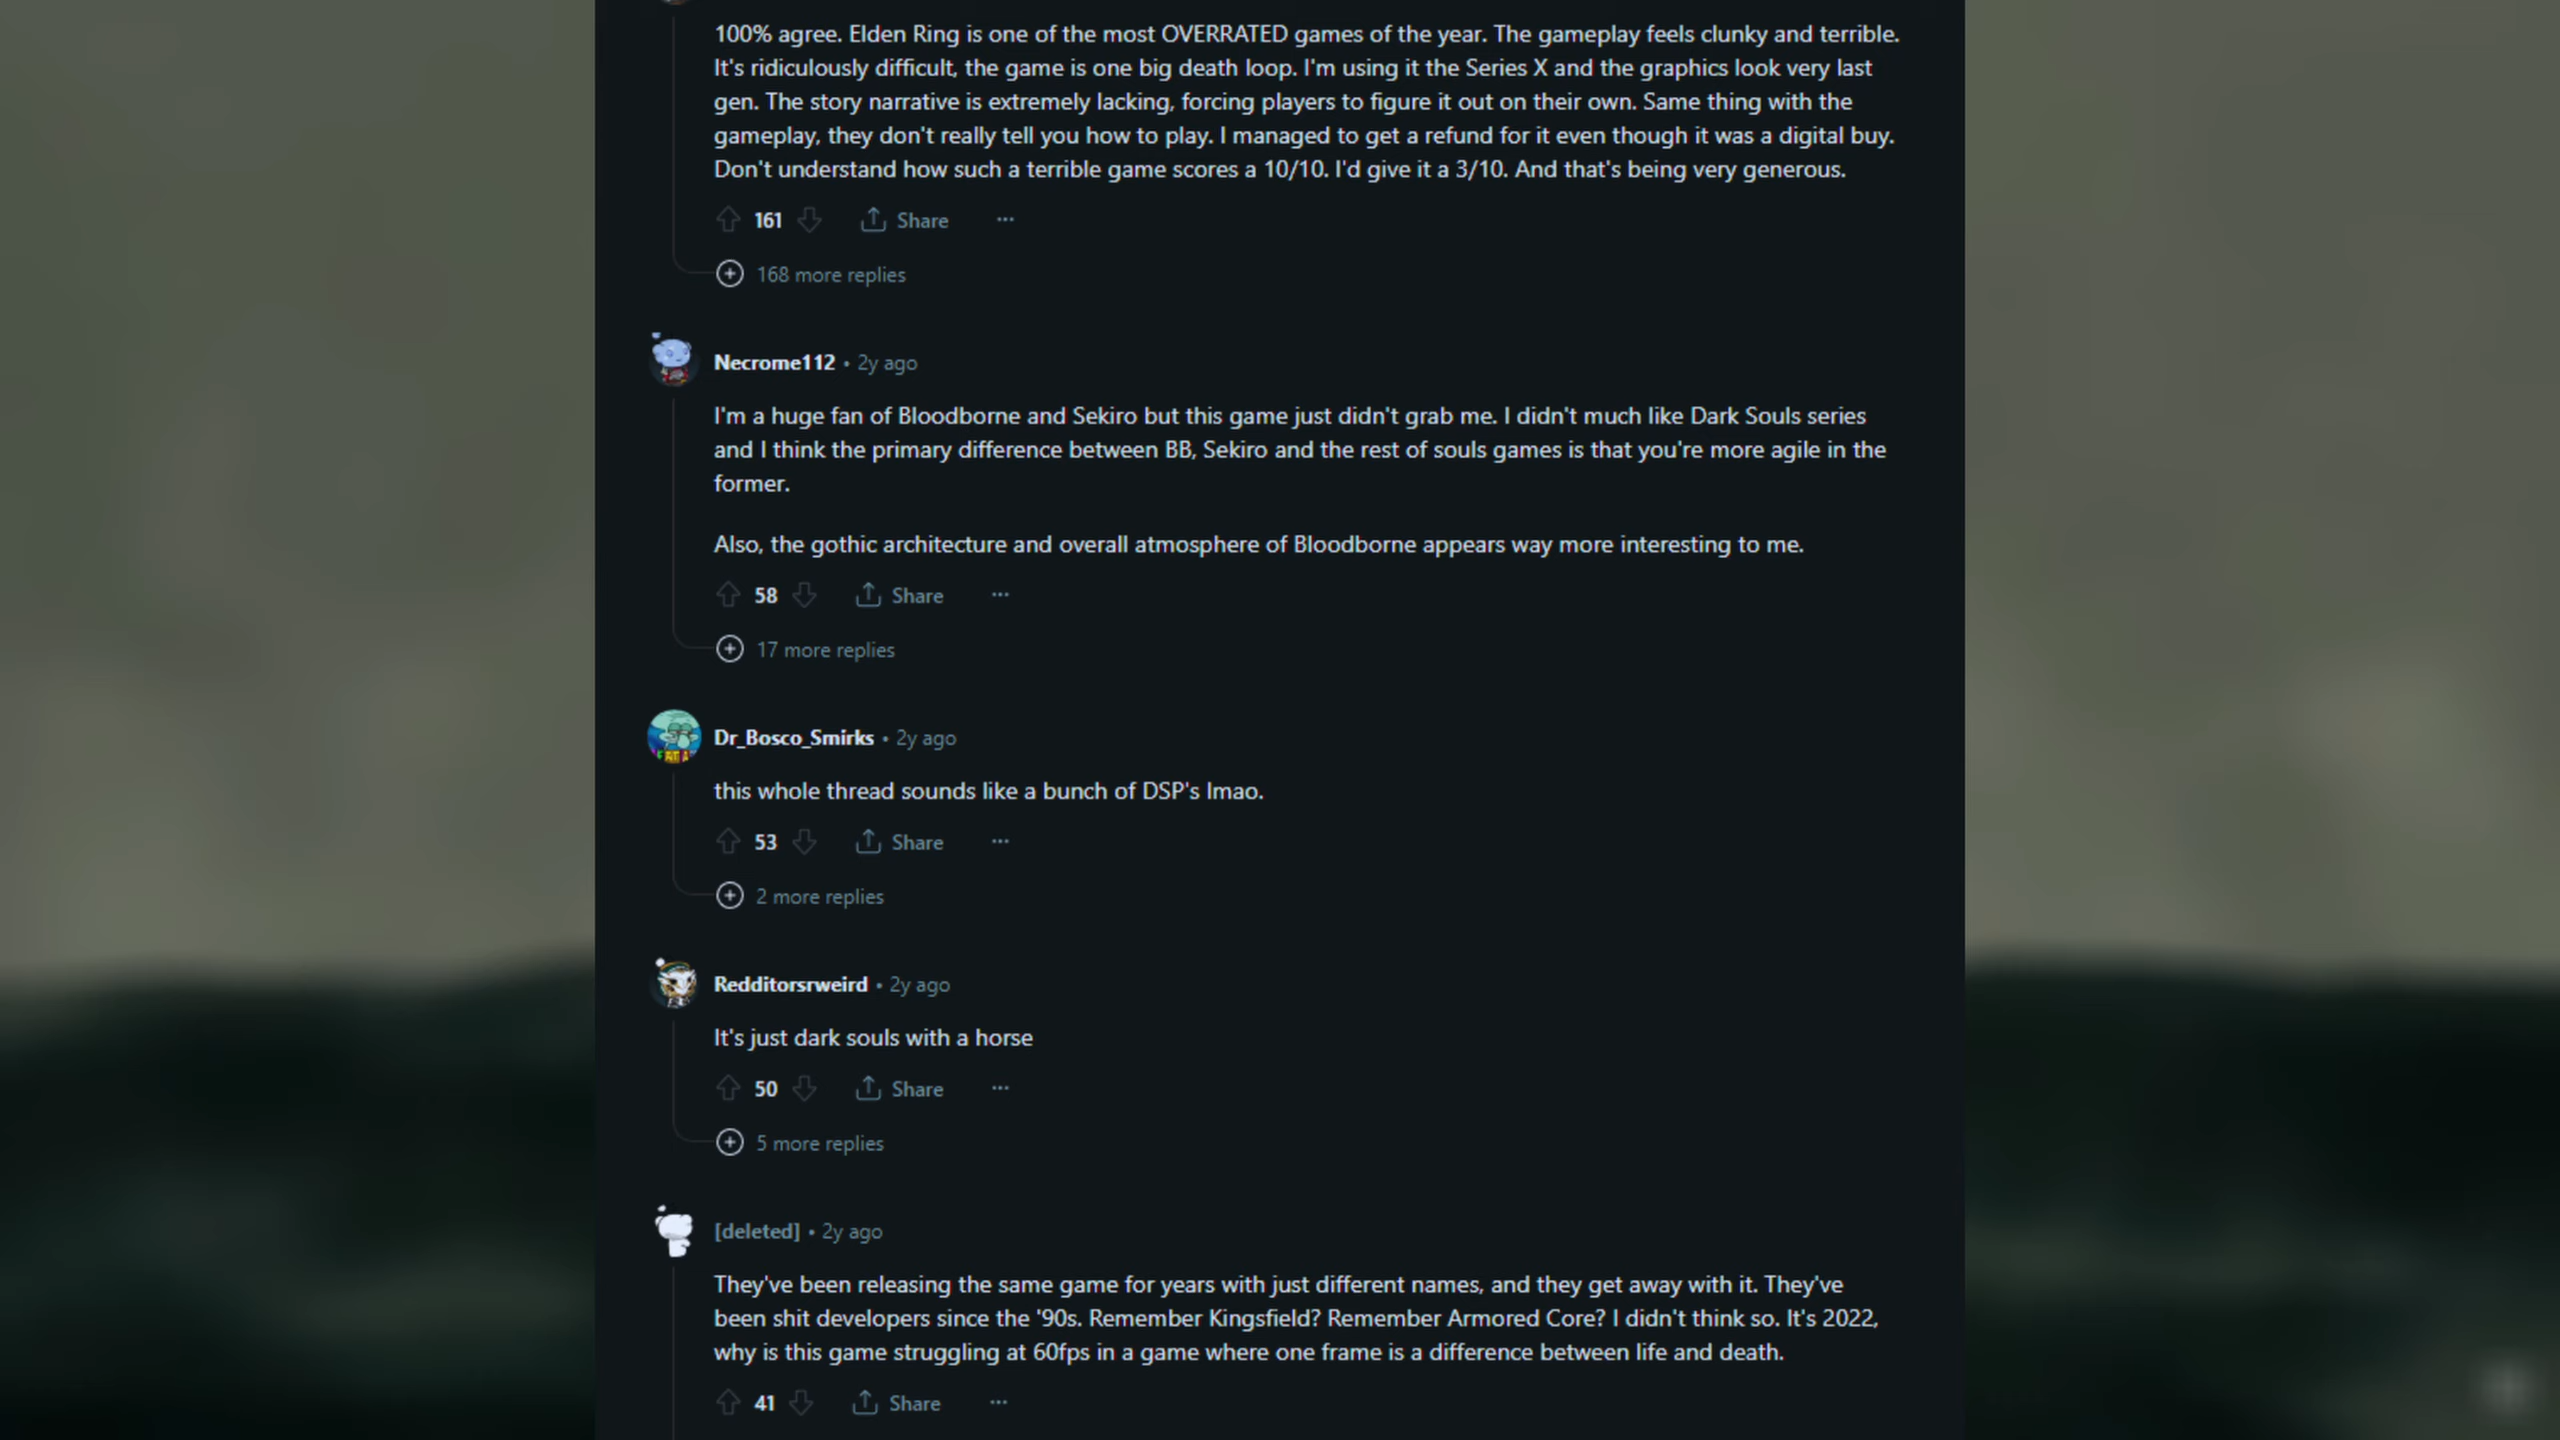 100% agree. Elden Ring is one of the most OVERRATED games of the year. The gameplay feels clunky and terrible.
It's ridiculously difficult, the game is one big death loop. I'm using it the Series X and the graphics look very last
gen. The story narrative is extremely lacking, forcing players to figure it out on their own. Same thing with the
gameplay, they don't really tell you how to play. I managed to get a refund for it even though it was a digital buy.
Don't understand how such a terrible game scores a 10/10. I'd give it a 3/10. And that's being very generous.
161 Share ...
168 more replies
Necrome112 • 2y ago
I'm a huge fan of Bloodborne and Sekiro but this game just didn't grab me. I didn't much like Dark Souls series
and I think the primary difference between BB, Sekiro and the rest of souls games is that you're more agile in the
former.
Also, the gothic architecture and overall atmosphere of Bloodborne appears way more interesting to me.
58 Share ...
17 more replies
Dr_Bosco_Smirks • 2y ago
this whole thread sounds like a bunch of DSP's lmao.
53 Share ...
2 more replies
Redditorsrweird • 2y ago
It's just dark souls with a horse
50 Share ...
5 more replies
[deleted] • 2y ago
They've been releasing the same game for years with just different names, and they get away with it. They've
been shit developers since the '90s. Remember Kingsfield? Remember Armored Core? I didn't think so. It's 2022,
why is this game struggling at 60fps in a game where one frame is a difference between life and death.
41 Share ...